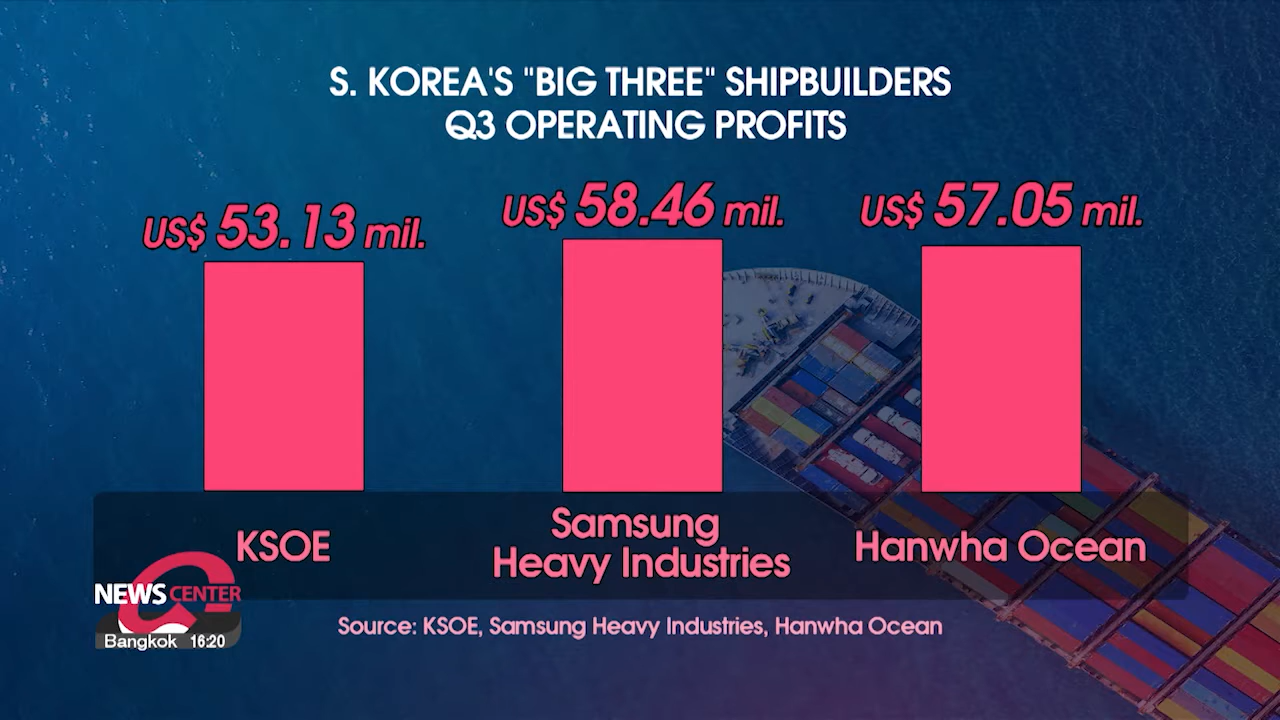 S. KOREA'S "BIG THREE" SHIPBUILDERS
Q3 OPERATING PROFITS
US$ 53.13 mil.
US$ 58.46 mil.
US$ 57.05 mil.
KSOE
Samsung
Heavy Industries
Hanwha Ocean
NEWS CENTER
Bangkok 16:20
Source: KSOE, Samsung Heavy Industries, Hanwha Ocean